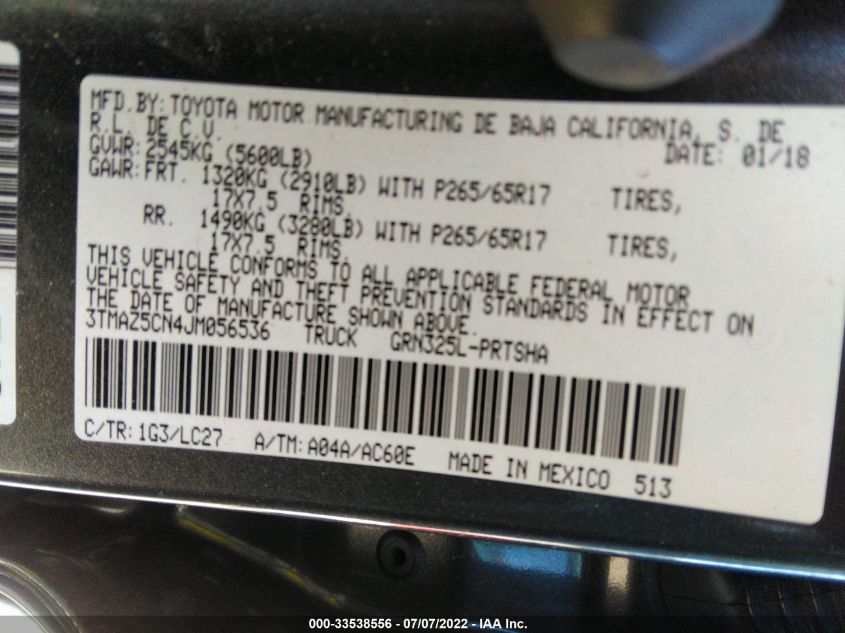 MFD. BY: TOYOTA MOTOR MANUFACTURING DE BAJA CALIFORNIA, S. DE
R.L. DE C.V. DATE: 01/18
GVWR: 2545KG (5600LB)
GAWR: FRT. 1320KG (2910LB) WITH P265/65R17 TIRES,
17X7.5 RIMS,
RR. 1490KG (3280LB) WITH P265/65R17 TIRES,
17X7.5 RIMS,
THIS VEHICLE CONFORMS TO ALL APPLICABLE FEDERAL MOTOR
VEHICLE SAFETY AND THEFT PREVENTION STANDARDS IN EFFECT ON
THE DATE OF MANUFACTURE SHOWN ABOVE.
3TMAZ5CN4JM056536 TRUCK GRN325L-PRTSHA
C/TR: 1G3/LC27 A/TM: A04A/AC60E MADE IN MEXICO 513
000-33538556 - 07/07/2022 - IAA Inc.